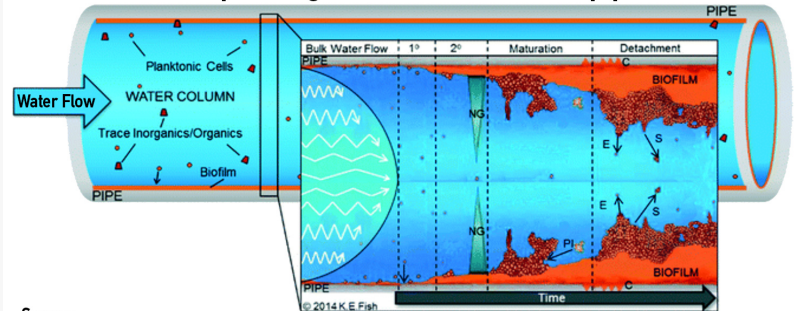 PIPE
Planktonic Cells
Water Flow
WATER COLUMN
Trace Inorganics/Organics
Biofilm
PIPE
Bulk Water Flow 1° 2° Maturation Detachment
PIPE
C
BIOFILM
NG
E S
E S
NG
PI
BIOFILM
PIPE
C
Time
© 2014 K.E.Fish